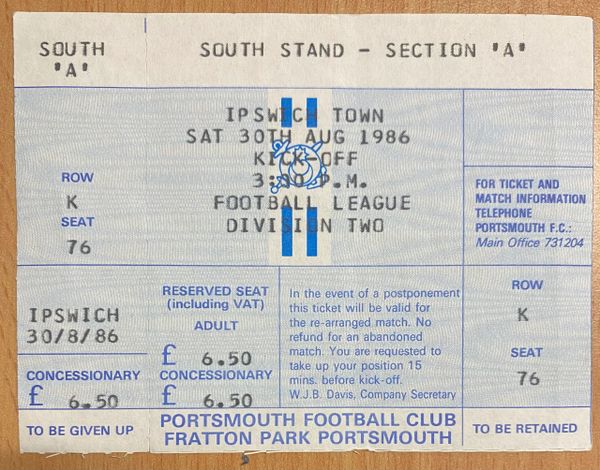 SOUTH
"A"
SOUTH STAND - SECTION "A"
IPSWICH TOWN
SAT 30TH AUG 1986
KICK-OFF
3:00 P.M.
FOOTBALL LEAGUE
DIVISION TWO
ROW
K
SEAT
76
FOR TICKET AND
MATCH INFORMATION
TELEPHONE
PORTSMOUTH F.C.:
Main Office 731204
IPSWICH
30/8/86
CONCESSIONARY
£ 6.50
TO BE GIVEN UP
RESERVED SEAT
(including VAT)
ADULT
£ 6.50
CONCESSIONARY
£ 6.50
In the event of a postponement
this ticket will be valid for
the re-arranged match. No
refund for an abandoned
match. You are requested to
take up your position 15
mins. before kick-off.
W.J.B. Davis, Company Secretary
PORTSMOUTH FOOTBALL CLUB
FRATTON PARK PORTSMOUTH
ROW
K
SEAT
76
TO BE RETAINED